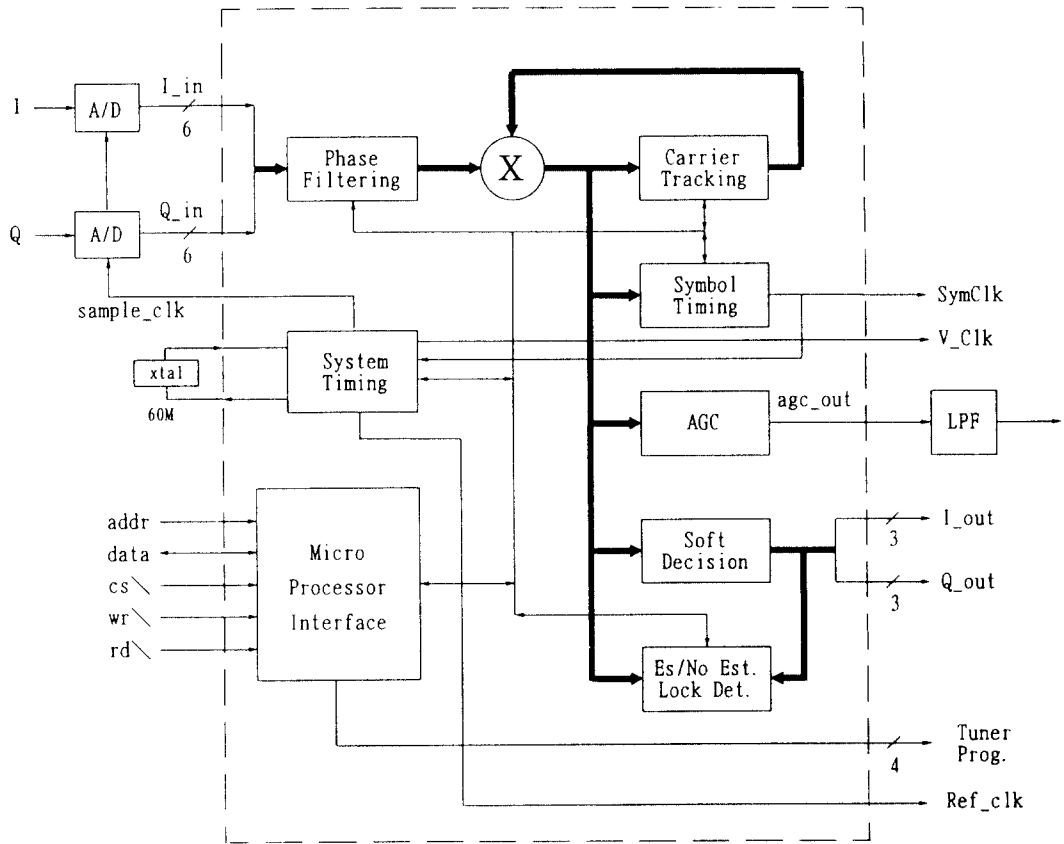 I
A/D
I_in
6
Q
A/D
Q_in
6
sample_clk
Phase
Filtering
X
Carrier
Tracking
Symbol
Timing
SymClk
V_Clk
xtal
60M
System
Timing
AGC
agc_out
LPF
addr
data
cs\
wr\
rd\
Micro
Processor
Interface
Soft
Decision
3
I_out
3
Q_out
Es/No Est.
Lock Det.
4
Tuner
Prog.
Ref_clk